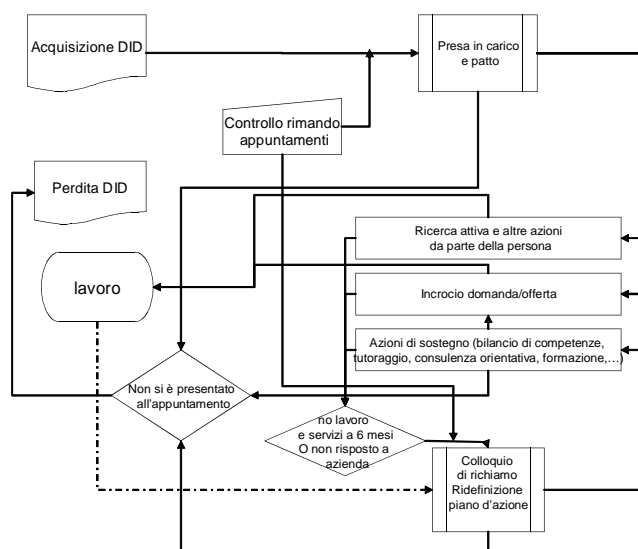 Acquisizione DID
Presa in carico
e patto
Controllo rimando
appuntamenti
Perdita DID
Ricerca attiva e altre azioni
da parte della persona
lavoro
Incrocio domanda/offerta
Azioni di sostegno (bilancio di competenze,
tutoraggio, consulenza orientativa, formazione,…)
Non si è presentato
all'appuntamento
no lavoro
e servizi a 6 mesi
O non risposto a
azienda
Colloquio
di richiamo
Ridefinizione
piano d'azione